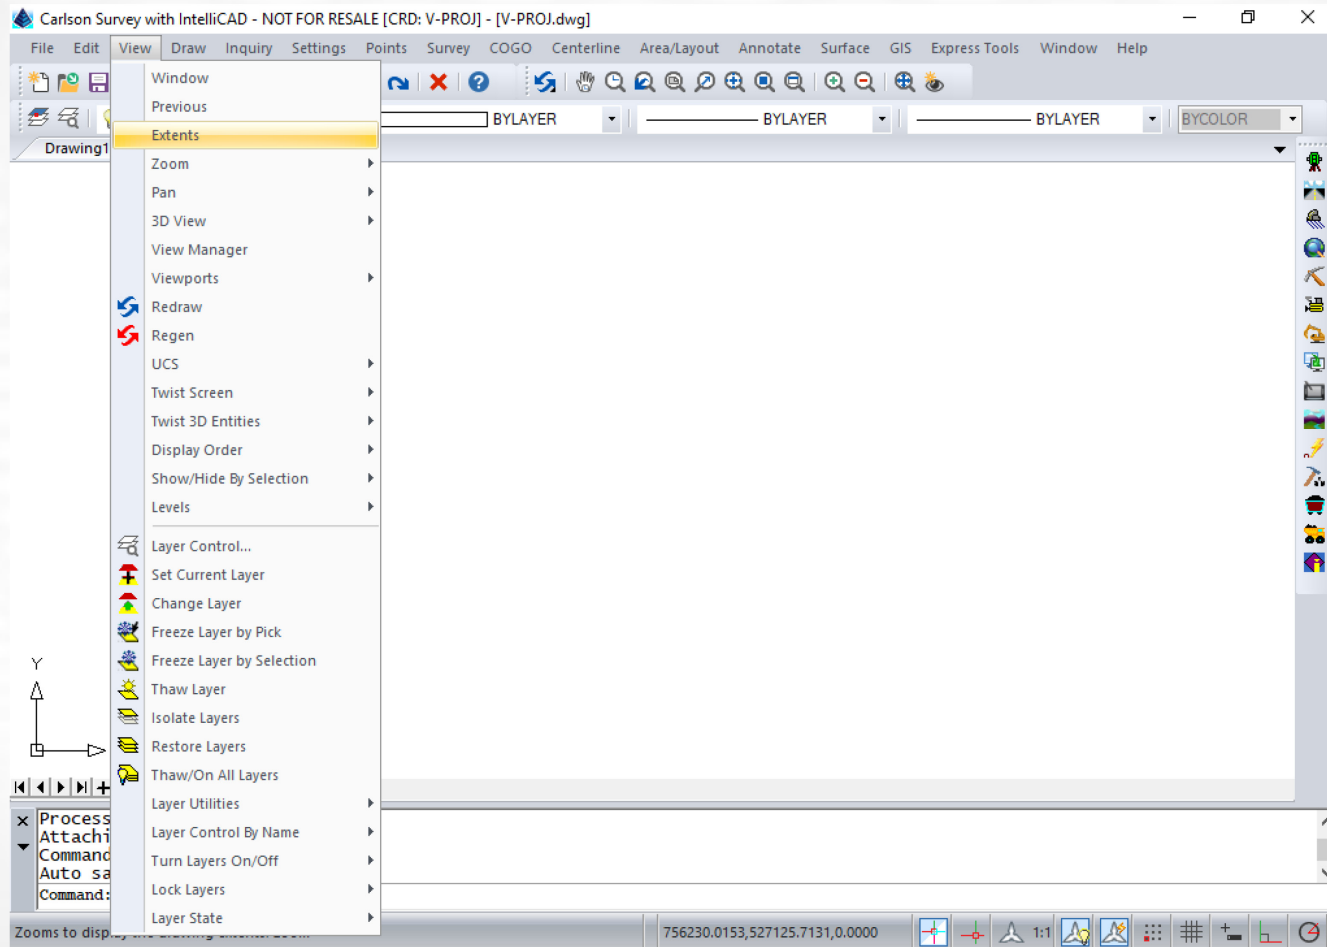 Carlson Survey with IntelliCAD - NOT FOR RESALE [CRD: V-PROJ] - [V-PROJ.dwg]
File Edit View Draw Inquiry Settings Points Survey COGO Centerline Area/Layout Annotate Surface GIS Express Tools Window Help
Window
Previous
BYLAYER BYLAYER BYLAYER BYCOLOR
Extents
Drawing1
Zoom
Pan
3D View
View Manager
Viewports
Redraw
Regen
UCS
Twist Screen
Twist 3D Entities
Display Order
Show/Hide By Selection
Levels
Layer Control...
Set Current Layer
Change Layer
Freeze Layer by Pick
Freeze Layer by Selection
Y
Thaw Layer
Isolate Layers
Restore Layers
Thaw/On All Layers
Layer Utilities
Layer Control By Name
Turn Layers On/Off
Lock Layers
Layer State
Process
Attachi
Command
Auto sa
Command:
Zooms to disp
756230.0153,527125.7131,0.0000 1:1